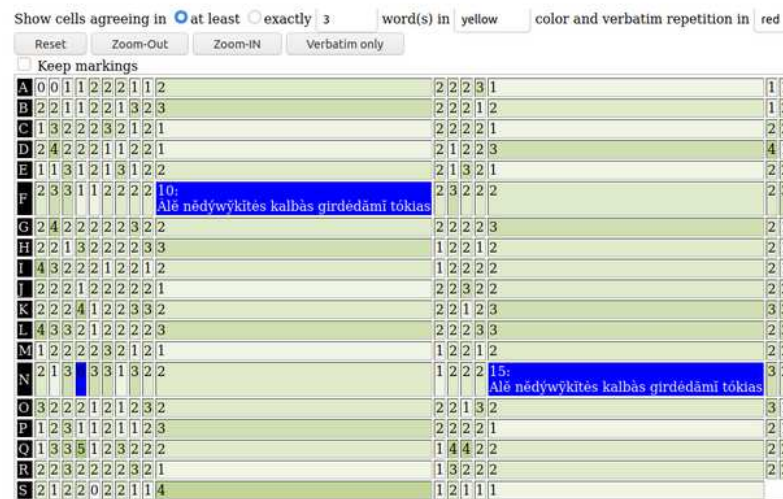 Show cells agreeing in at least exactly 3 word(s) in yellow color and verbatim repetition in red
Reset Zoom-Out Zoom-IN Verbatim only
Keep markings
A 0 0 1 1 2 2 2 1 1 2 2 2 2 3 1 1
B 2 2 1 1 2 2 1 3 2 3 2 2 2 1 2 1
C 1 3 2 2 2 3 2 1 2 1 2 2 2 2 1 2
D 2 4 2 2 2 1 1 2 2 1 2 1 2 2 3 4
E 1 1 3 1 2 1 3 1 2 2 2 1 3 2 1 2
F 2 3 3 1 1 2 2 2 2 10: 2 3 2 2 2 2
Alě nědýwỹkītės kalbàs girdėdămī tókias
G 2 4 2 2 2 2 2 3 2 2 2 2 2 2 3 2
H 2 2 1 3 2 2 2 2 3 3 1 2 2 1 2 2
I 4 3 2 2 2 1 2 2 1 2 1 2 2 2 2 2
J 2 2 2 1 2 2 2 2 2 1 2 2 3 2 2 2
K 2 2 2 4 1 2 2 3 3 2 2 2 1 2 3 3
L 4 3 3 2 1 2 2 2 2 3 2 2 2 3 3 3
M 1 2 2 2 2 3 2 1 2 1 1 2 2 1 2 2
N 2 1 3 3 3 1 3 2 2 1 2 2 2 15: 3
Alě nědýwỹkītės kalbàs girdėdămī tókias
O 3 2 2 2 1 2 1 2 3 2 2 2 1 3 2 3
P 1 2 3 1 1 2 1 1 2 3 2 2 2 2 1 2
Q 1 3 3 5 1 2 3 2 2 2 1 4 4 2 2 2
R 2 2 3 2 2 2 2 3 2 1 1 3 2 2 2 2
S 2 1 2 2 0 2 2 1 1 4 1 2 1 1 1